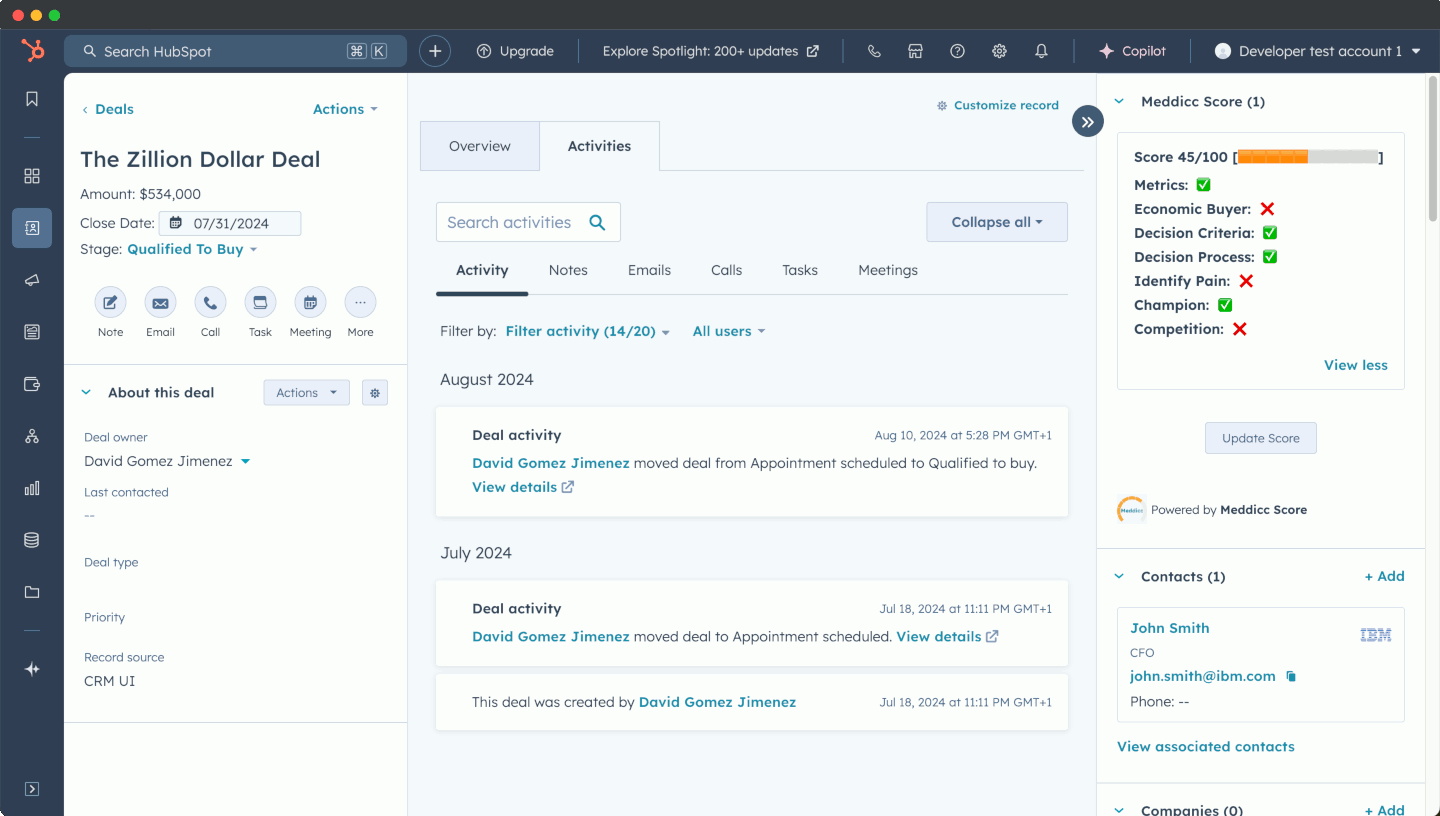 Search HubSpot ⌘ K
+
Upgrade
Explore Spotlight: 200+ updates
Copilot
Developer test account 1
‹ Deals
Actions
The Zillion Dollar Deal
Amount: $534,000
Close Date: 07/31/2024
Stage: Qualified To Buy
Note Email Call Task Meeting More
About this deal
Actions
Deal owner
David Gomez Jimenez
Last contacted
--
Deal type
Priority
Record source
CRM UI
Customize record
Overview
Activities
Search activities
Collapse all
Activity Notes Emails Calls Tasks Meetings
Filter by: Filter activity (14/20) All users
August 2024
Deal activity
Aug 10, 2024 at 5:28 PM GMT+1
David Gomez Jimenez moved deal from Appointment scheduled to Qualified to buy.
View details
July 2024
Deal activity
Jul 18, 2024 at 11:11 PM GMT+1
David Gomez Jimenez moved deal to Appointment scheduled. View details
This deal was created by David Gomez Jimenez
Jul 18, 2024 at 11:11 PM GMT+1
Meddicc Score (1)
Score 45/100 [ ]
Metrics: ✅
Economic Buyer: ❌
Decision Criteria: ✅
Decision Process: ✅
Identify Pain: ❌
Champion: ✅
Competition: ❌
View less
Update Score
Meddicc
Powered by Meddicc Score
Contacts (1)
+ Add
John Smith
IBM
CFO
john.smith@ibm.com
Phone: --
View associated contacts
Companies (0)
+ Add